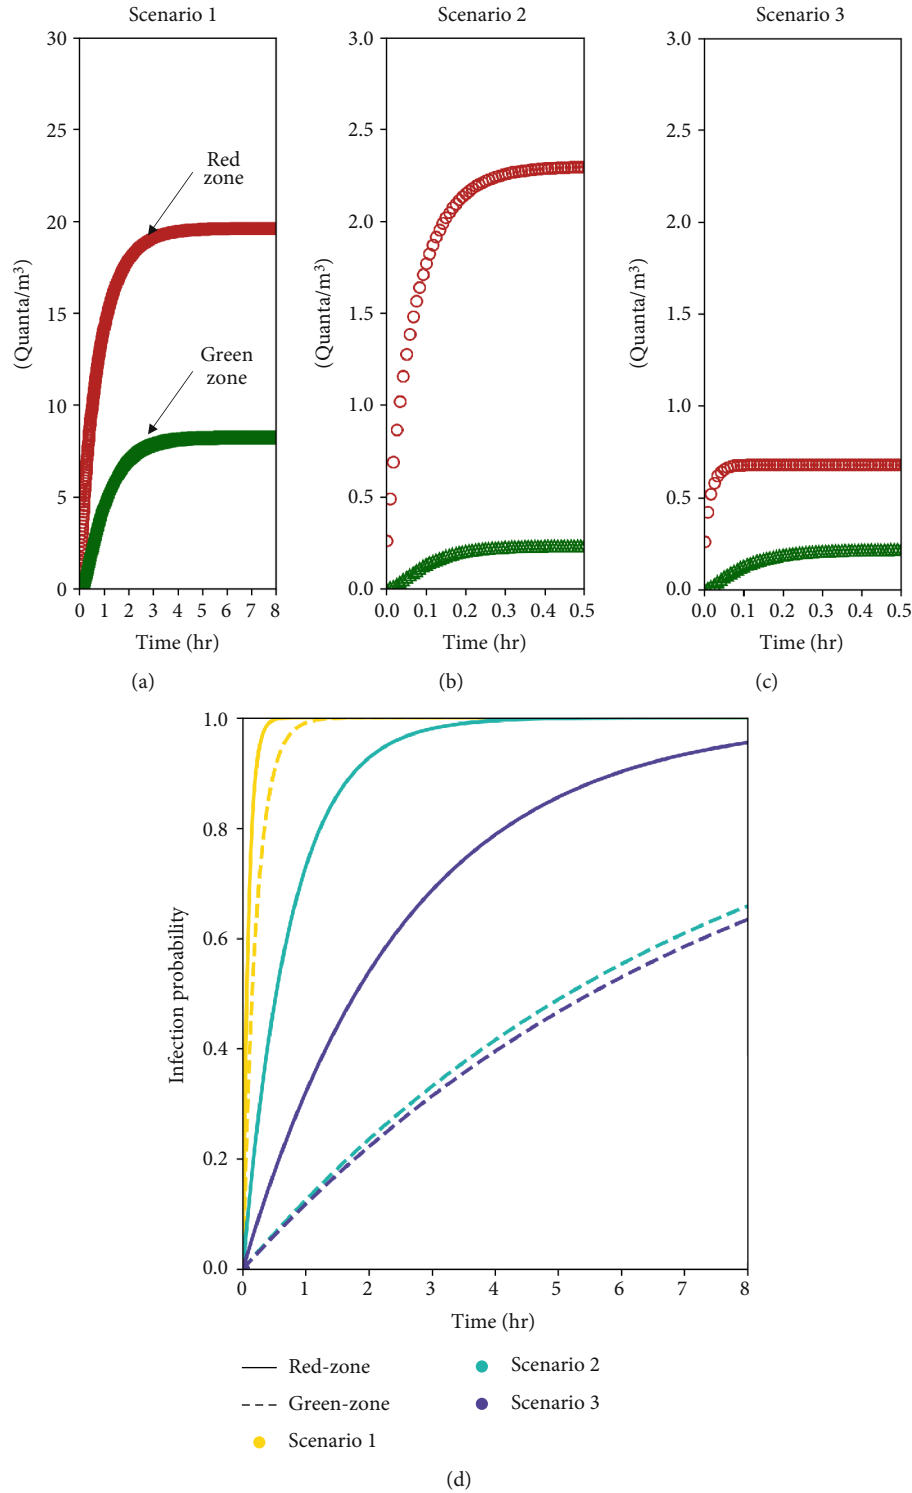 Scenario 1
30
25
20
15
10
5
0
(Quanta/m³)
Red
zone
Green
zone
0 1 2 3 4 5 6 7 8
Time (hr)
(a)
Scenario 2
3.0
2.5
2.0
1.5
1.0
0.5
0.0
(Quanta/m³)
0.0 0.1 0.2 0.3 0.4 0.5
Time (hr)
(b)
Scenario 3
3.0
2.5
2.0
1.5
1.0
0.5
0.0
(Quanta/m³)
0.0 0.1 0.2 0.3 0.4 0.5
Time (hr)
(c)
1.0
0.8
0.6
0.4
0.2
0.0
Infection probability
0 1 2 3 4 5 6 7 8
Time (hr)
Red-zone
Green-zone
Scenario 1
Scenario 2
Scenario 3
(d)